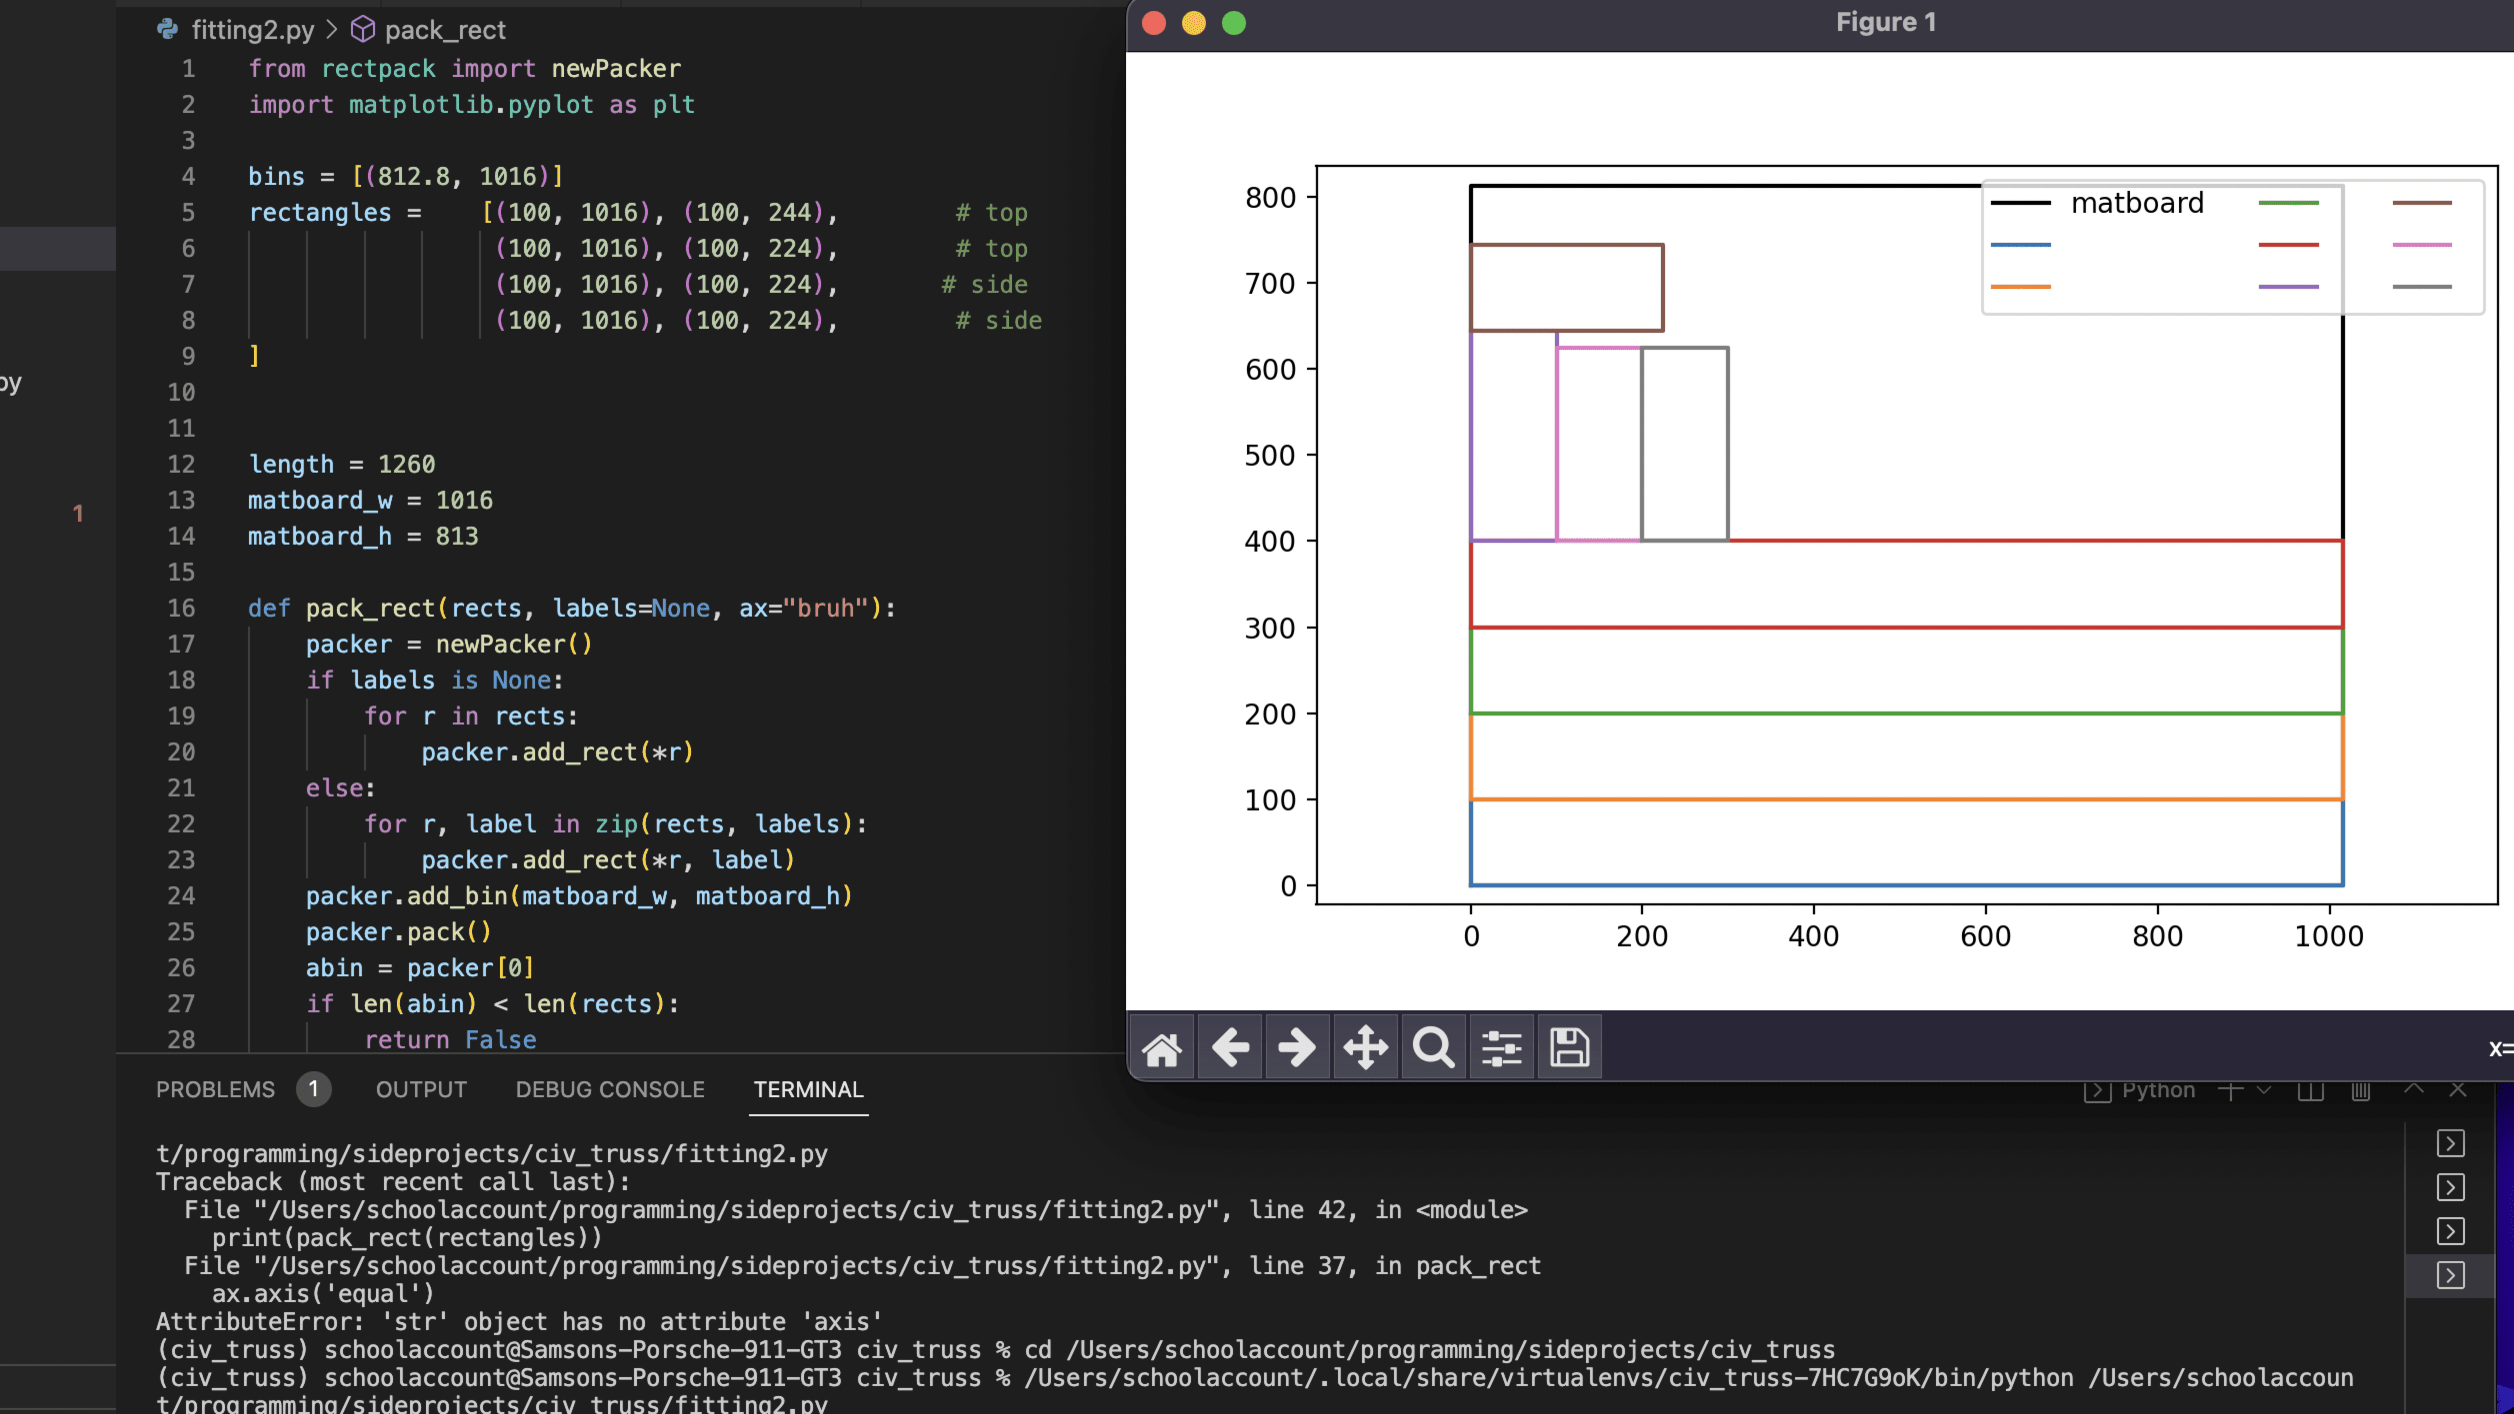 fitting2.py > pack_rect
1 from rectpack import newPacker
2 import matplotlib.pyplot as plt
3
4 bins = [(812.8, 1016)]
5 rectangles =    [(100, 1016), (100, 244),        # top
6                  (100, 1016), (100, 224),        # top
7                  (100, 1016), (100, 224),       # side
8                  (100, 1016), (100, 224),        # side
9 ]
10
11
12 length = 1260
13 matboard_w = 1016
14 matboard_h = 813
15
16 def pack_rect(rects, labels=None, ax="bruh"):
17     packer = newPacker()
18     if labels is None:
19         for r in rects:
20             packer.add_rect(*r)
21     else:
22         for r, label in zip(rects, labels):
23             packer.add_rect(*r, label)
24     packer.add_bin(matboard_w, matboard_h)
25     packer.pack()
26     abin = packer[0]
27     if len(abin) < len(rects):
28         return False
py
1
Figure 1
matboard
800
700
600
500
400
300
200
100
0
0 200 400 600 800 1000
x=
PROBLEMS 1 OUTPUT DEBUG CONSOLE TERMINAL
Python
t/programming/sideprojects/civ_truss/fitting2.py
Traceback (most recent call last):
  File "/Users/schoolaccount/programming/sideprojects/civ_truss/fitting2.py", line 42, in <module>
    print(pack_rect(rectangles))
  File "/Users/schoolaccount/programming/sideprojects/civ_truss/fitting2.py", line 37, in pack_rect
    ax.axis('equal')
AttributeError: 'str' object has no attribute 'axis'
(civ_truss) schoolaccount@Samsons-Porsche-911-GT3 civ_truss % cd /Users/schoolaccount/programming/sideprojects/civ_truss
(civ_truss) schoolaccount@Samsons-Porsche-911-GT3 civ_truss % /Users/schoolaccount/.local/share/virtualenvs/civ_truss-7HC7G9oK/bin/python /Users/schoolaccoun
t/programming/sideprojects/civ_truss/fitting2.py